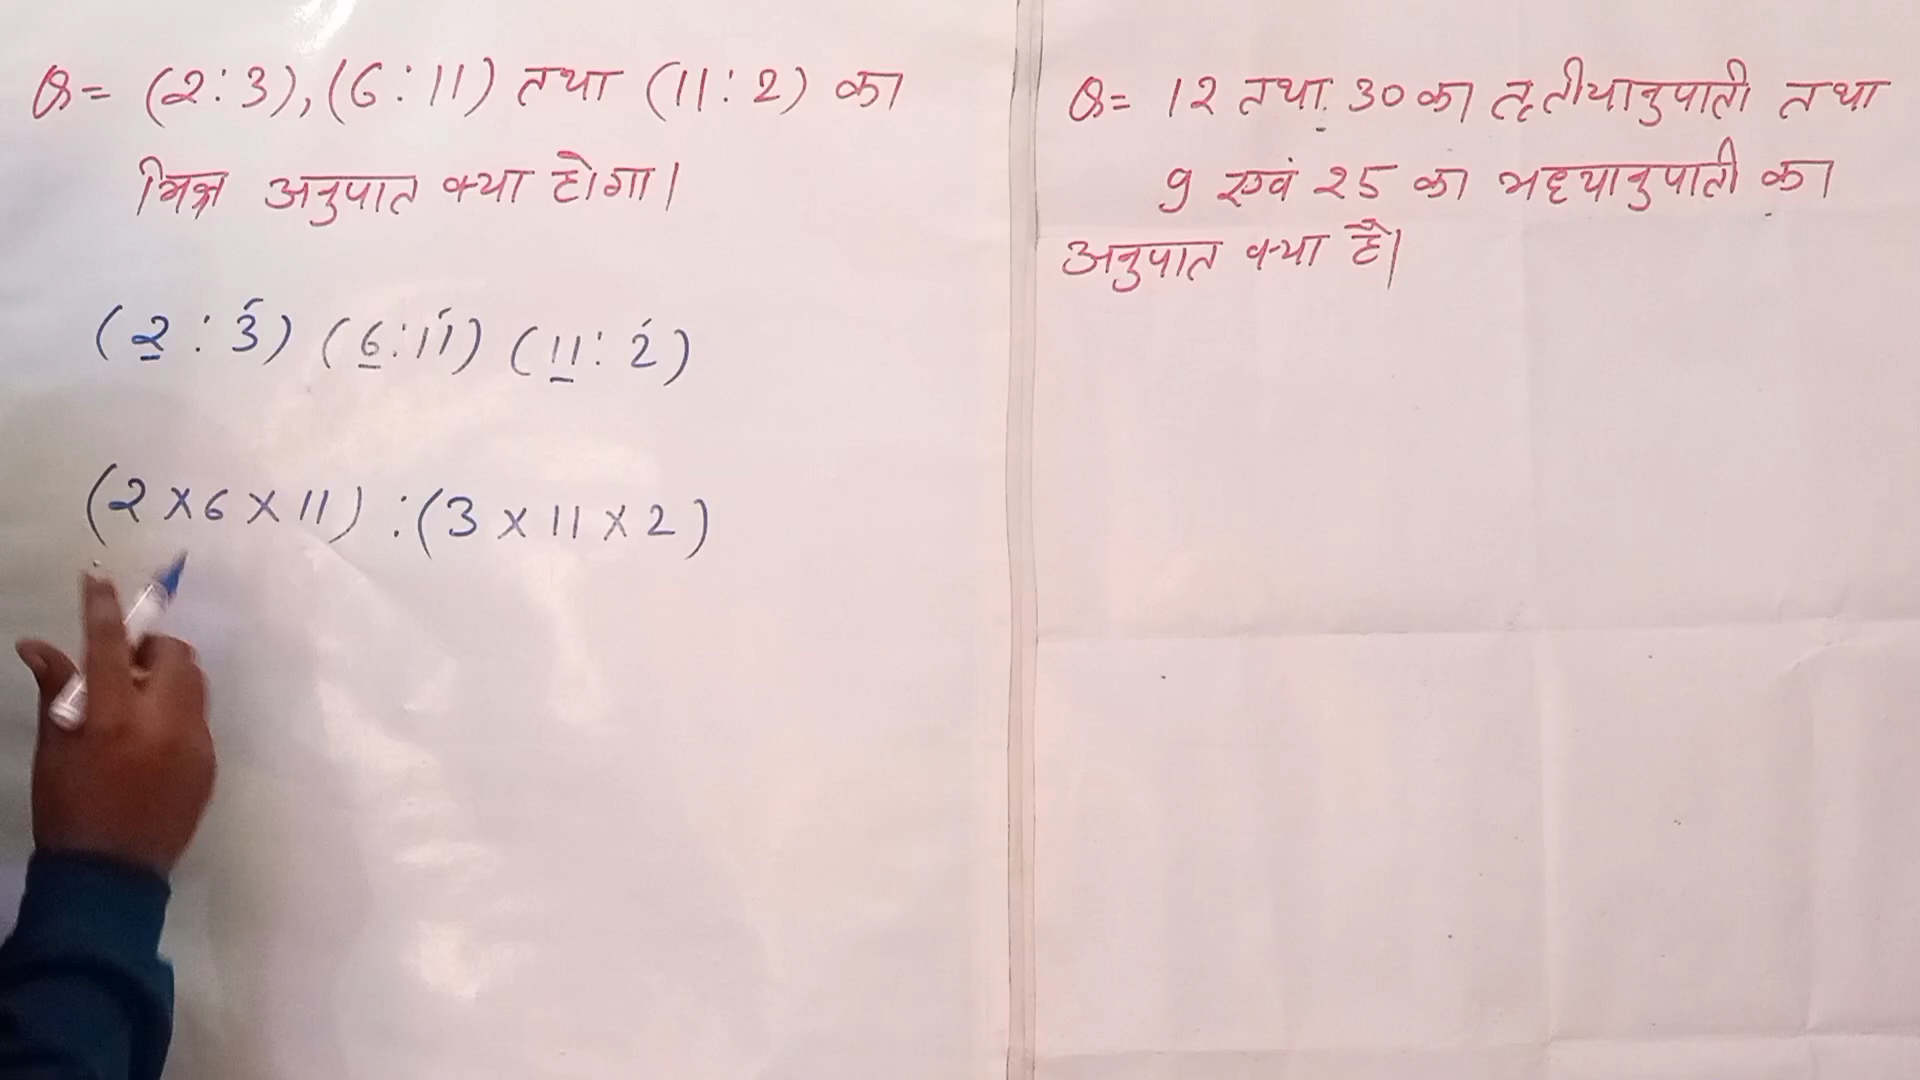 Q= (2:3),(6:11) तथा (11:2) का
मिश्र अनुपात क्या होगा।
(2:3) (6:11) (11:2)
(2×6×11):(3×11×2)
Q= 12 तथा 30 का तृतीयानुपाती तथा
9 एवं 25 का मध्यानुपाती का
अनुपात क्या है।